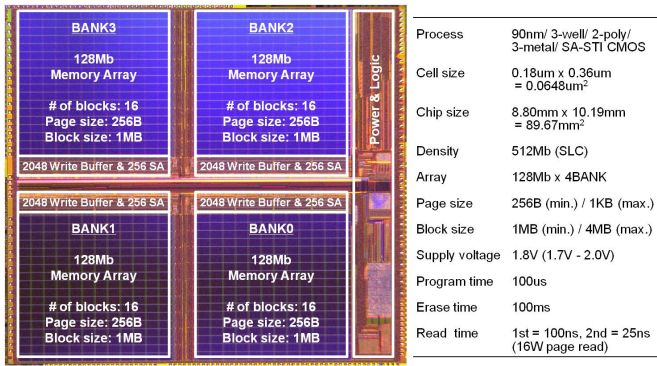 BANK3
128Mb
Memory Array
# of blocks: 16
Page size: 256B
Block size: 1MB
2048 Write Buffer & 256 SA
BANK2
128Mb
Memory Array
# of blocks: 16
Page size: 256B
Block size: 1MB
2048 Write Buffer & 256 SA
Power & Logic
2048 Write Buffer & 256 SA
BANK1
128Mb
Memory Array
# of blocks: 16
Page size: 256B
Block size: 1MB
2048 Write Buffer & 256 SA
BANK0
128Mb
Memory Array
# of blocks: 16
Page size: 256B
Block size: 1MB
Process 90nm/ 3-well/ 2-poly/
3-metal/ SA-STI CMOS
Cell size 0.18um x 0.36um
= 0.0648um²
Chip size 8.80mm x 10.19mm
= 89.67mm²
Density 512Mb (SLC)
Array 128Mb x 4BANK
Page size 256B (min.) / 1KB (max.)
Block size 1MB (min.) / 4MB (max.)
Supply voltage 1.8V (1.7V - 2.0V)
Program time 100us
Erase time 100ms
Read time 1st = 100ns, 2nd = 25ns
(16W page read)